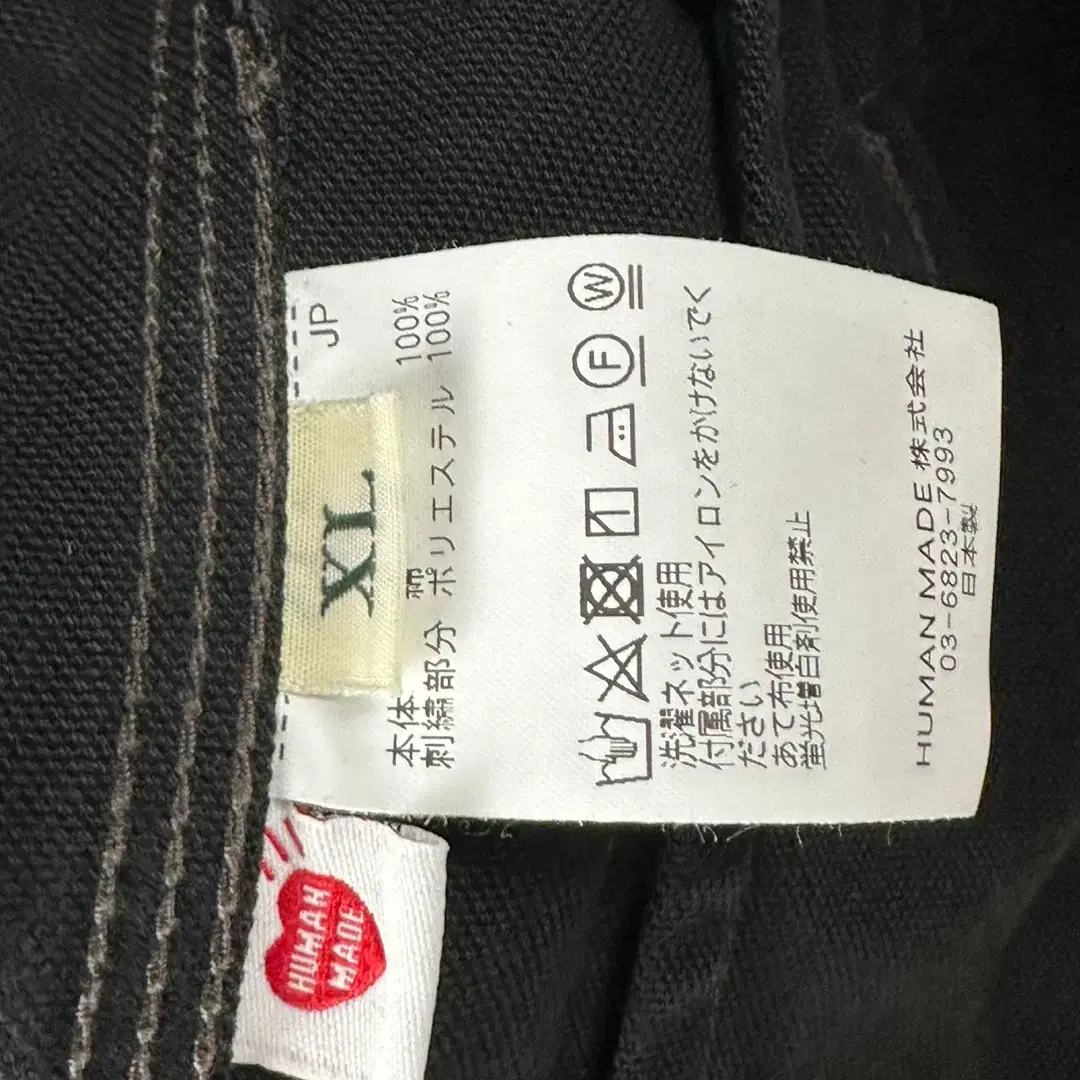 JP
XL
本体 綿 100%
刺繍部分 ポリエステル 100%
W
F
洗濯ネット使用
付属部分にはアイロンをかけないでく
ださい
あて布使用
蛍光増白剤使用禁止
HUMAN MADE 株式会社
03-6823-7993
日本製
HUMAN
MADE